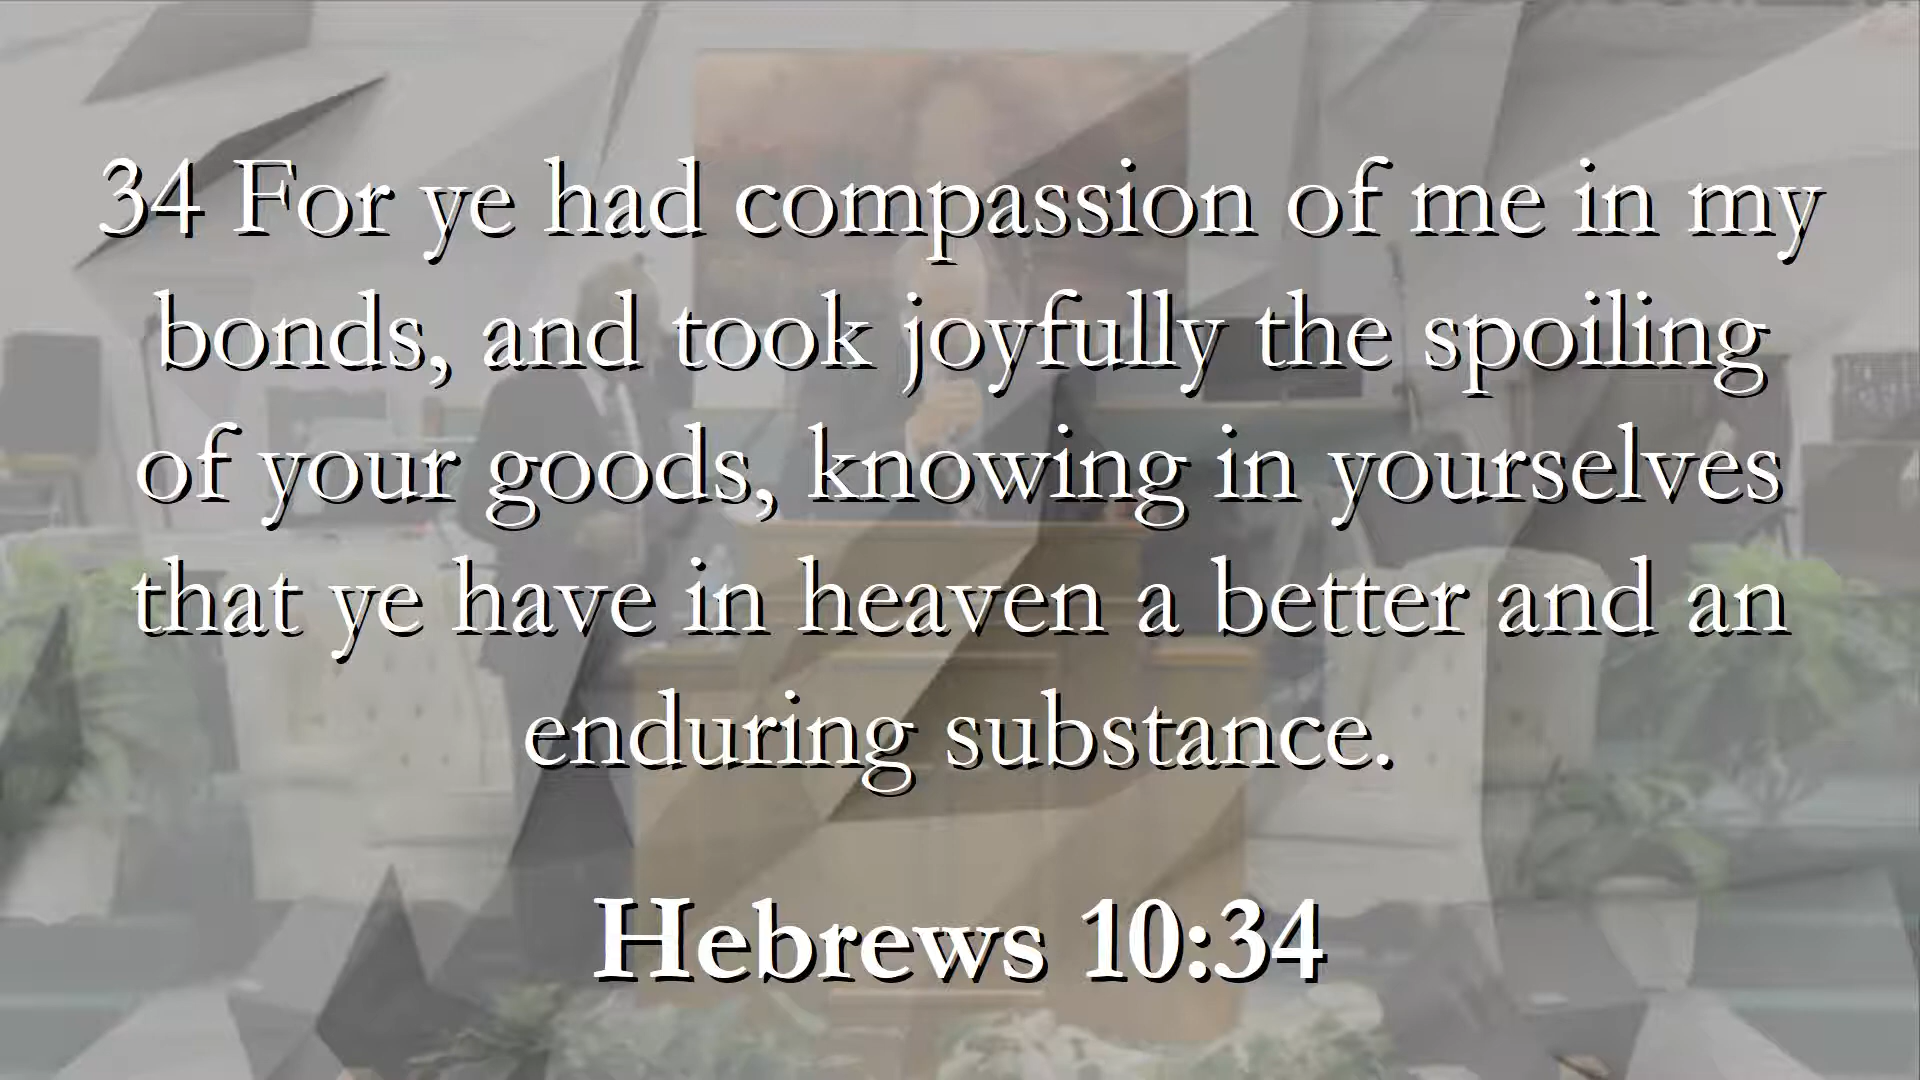 34 For ye had compassion of me in my
bonds, and took joyfully the spoiling
of your goods, knowing in yourselves
that ye have in heaven a better and an
enduring substance.
Hebrews 10:34